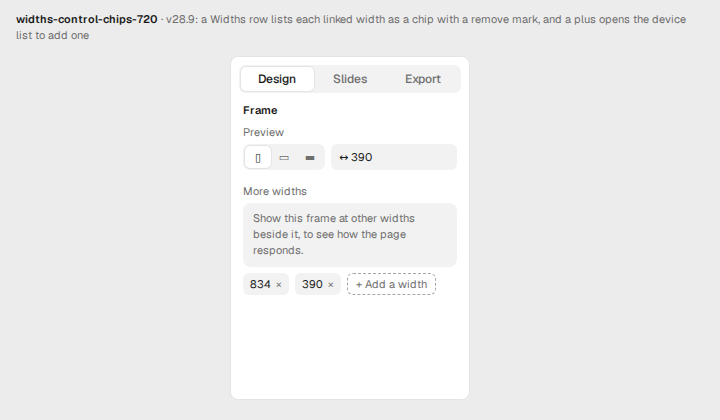 widths-control-chips-720 · v28.9: a Widths row lists each linked width as a chip with a remove mark, and a plus opens the device
list to add one
Design Slides Export
Frame
Preview
↔ 390
More widths
Show this frame at other widths
beside it, to see how the page
responds.
834 × 390 × + Add a width